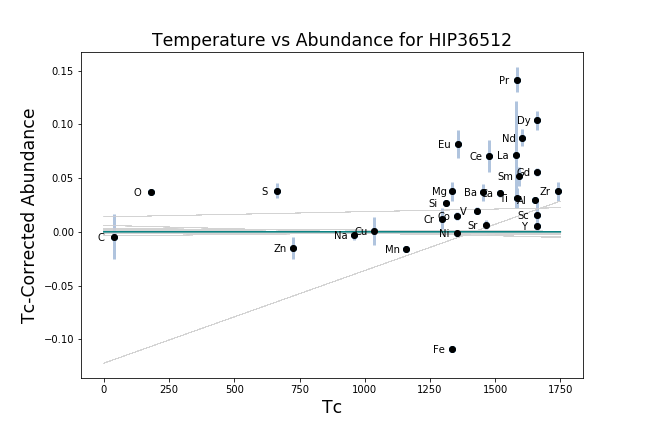 Temperature vs Abundance for HIP36512
Tc-Corrected Abundance
0.15
0.10
0.05
0.00
−0.05
−0.10
Pr
Dy
Nd
Eu
Ce
La
Gd
Sm
O
S
Mg
Ba
Ca
Zr
Ti
Al
Si
V
Co
Cr
Sc
Sr
Y
C
Na
Cu
Ni
Zn
Mn
Fe
0
250
500
750
1000
1250
1500
1750
Tc